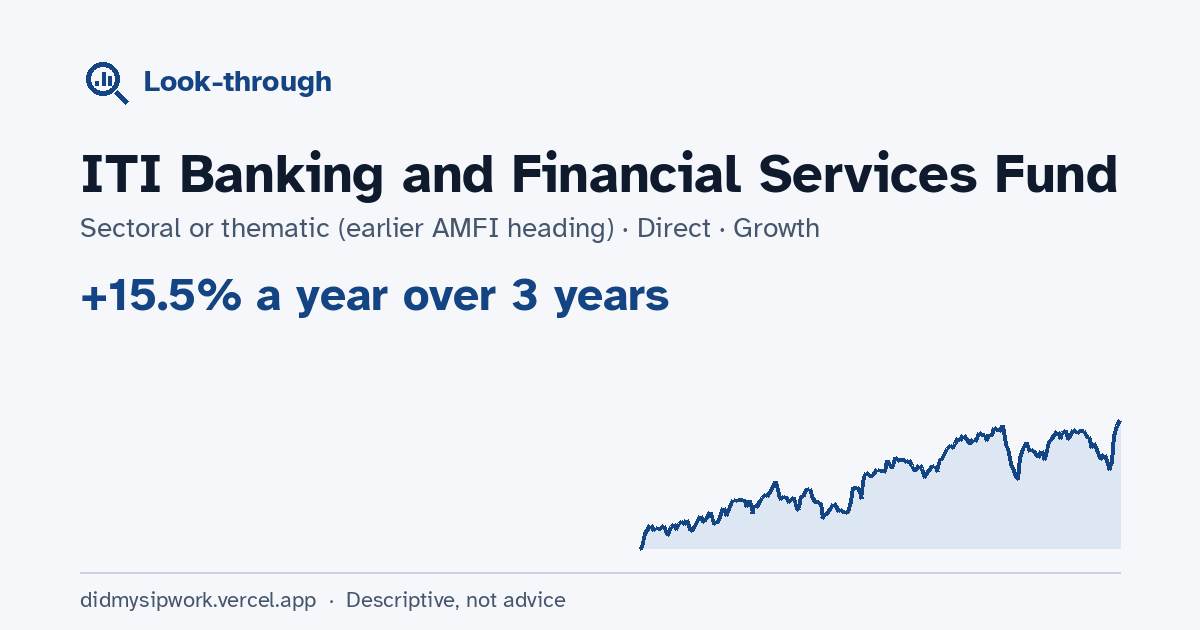 Look-through
ITI Banking and Financial Services Fund
Sectoral or thematic (earlier AMFI heading) · Direct · Growth
+15.5% a year over 3 years
didmysipwork.vercel.app · Descriptive, not advice